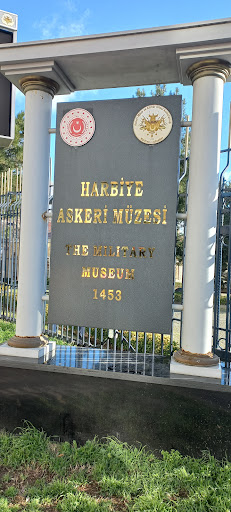 HARBİYE
ASKERİ MÜZESİ
THE MILITARY
MUSEUM
1453